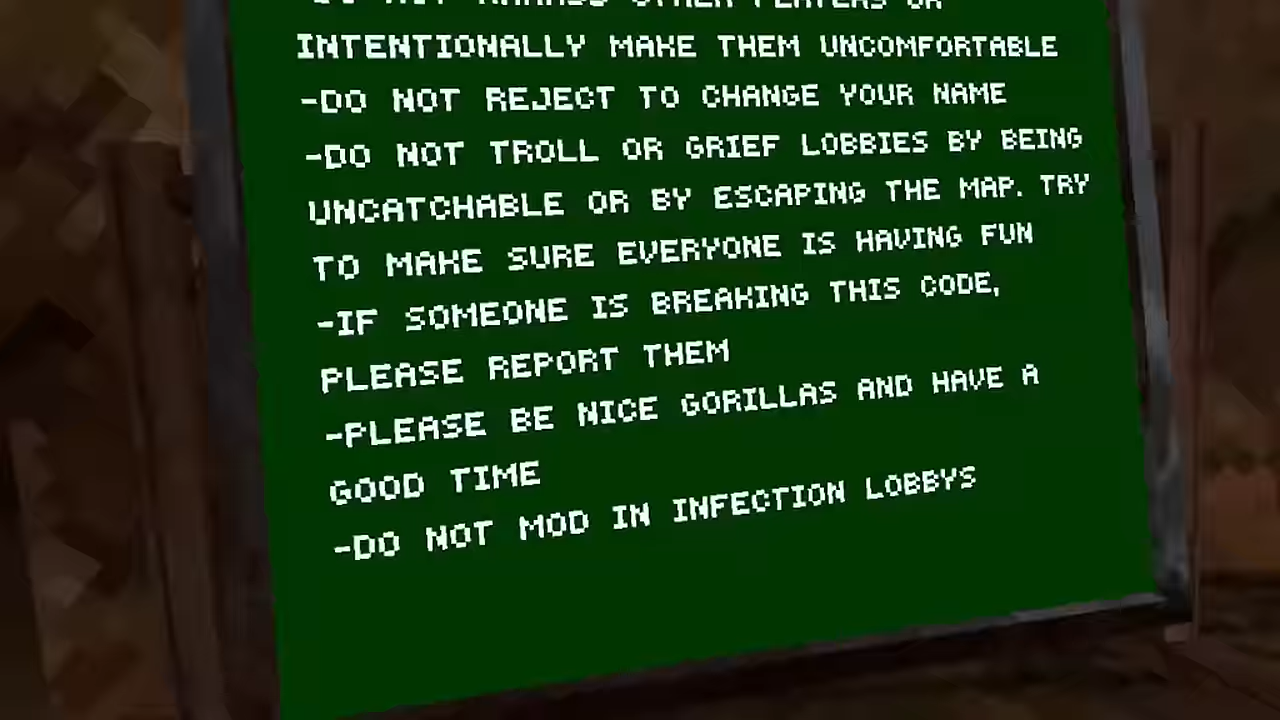 INTENTIONALLY MAKE THEM UNCOMFORTABLE
-DO NOT REJECT TO CHANGE YOUR NAME
-DO NOT TROLL OR GRIEF LOBBIES BY BEING
UNCATCHABLE OR BY ESCAPING THE MAP. TRY
TO MAKE SURE EVERYONE IS HAVING FUN
-IF SOMEONE IS BREAKING THIS CODE,
PLEASE REPORT THEM
-PLEASE BE NICE GORILLAS AND HAVE A
GOOD TIME
-DO NOT MOD IN INFECTION LOBBYS